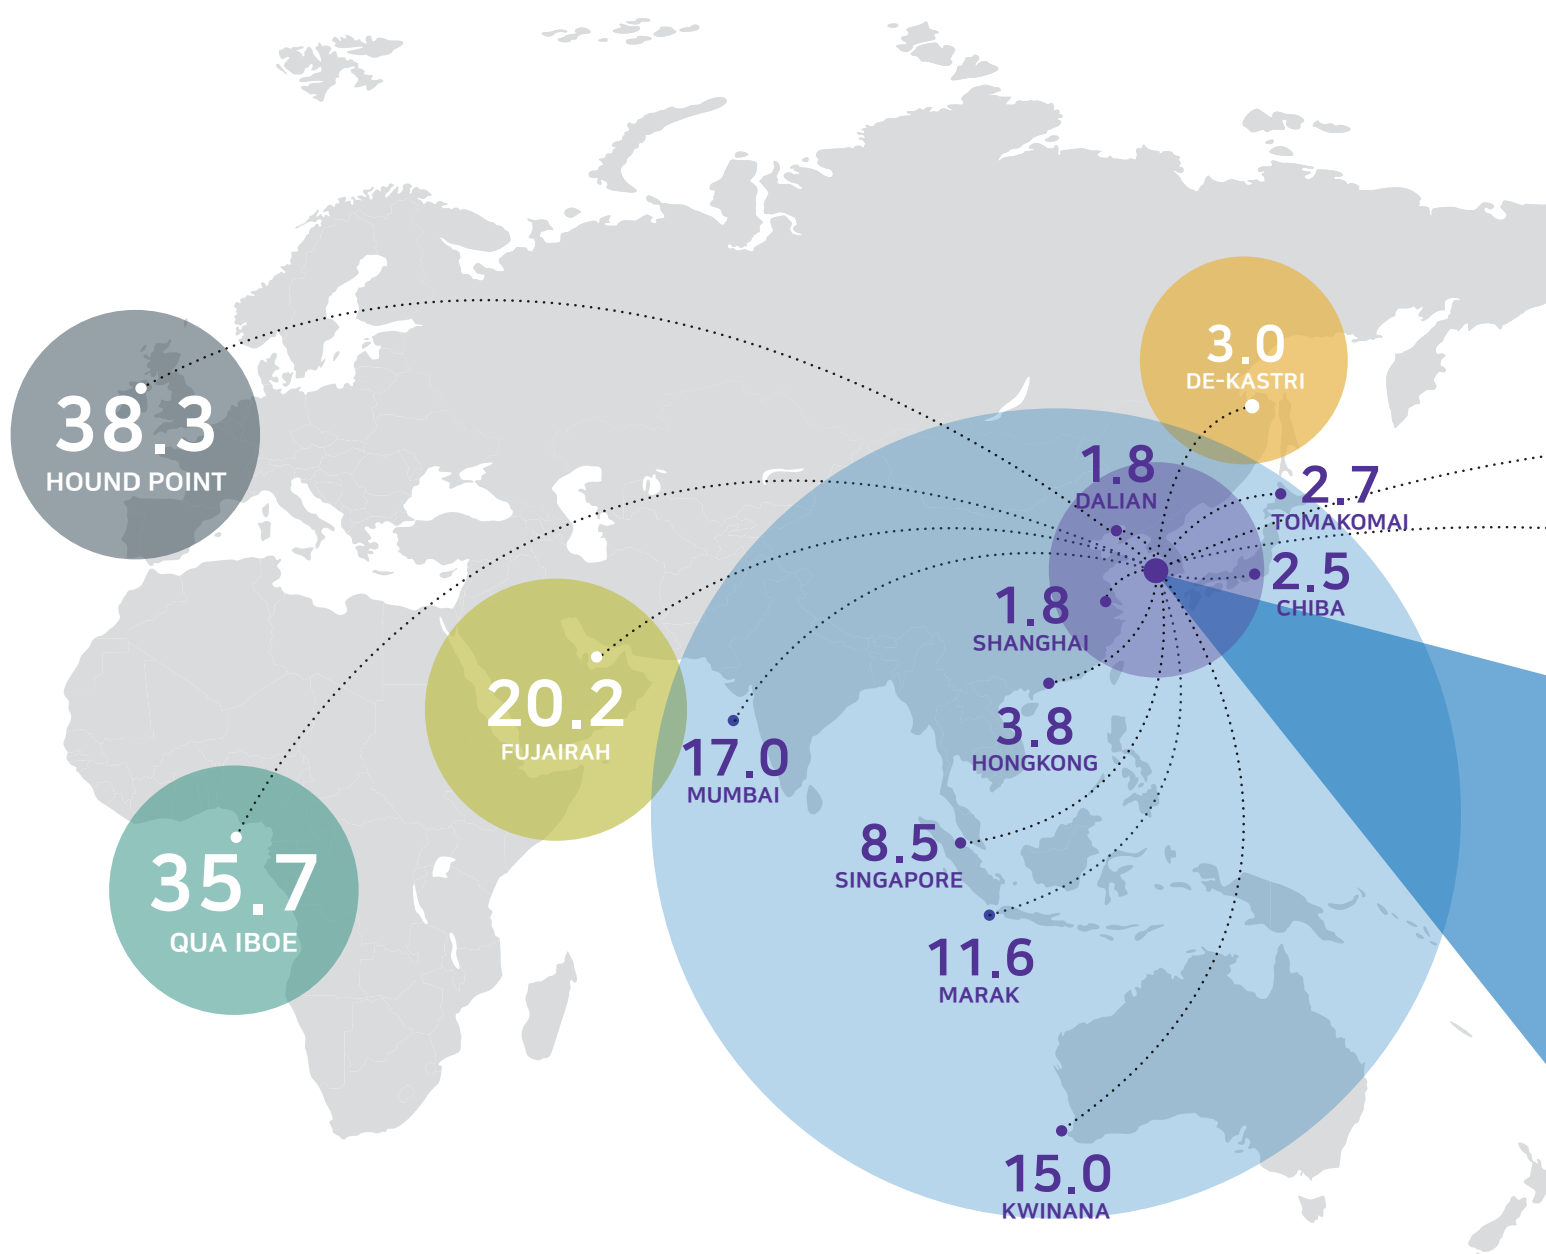 3.0
DE-KASTRI
38.3
HOUND POINT
1.8
DALIAN
2.7
TOMAKOMAI
2.5
CHIBA
1.8
SHANGHAI
20.2
FUJAIRAH
17.0
MUMBAI
3.8
HONGKONG
35.7
QUA IBOE
8.5
SINGAPORE
11.6
MARAK
15.0
KWINANA